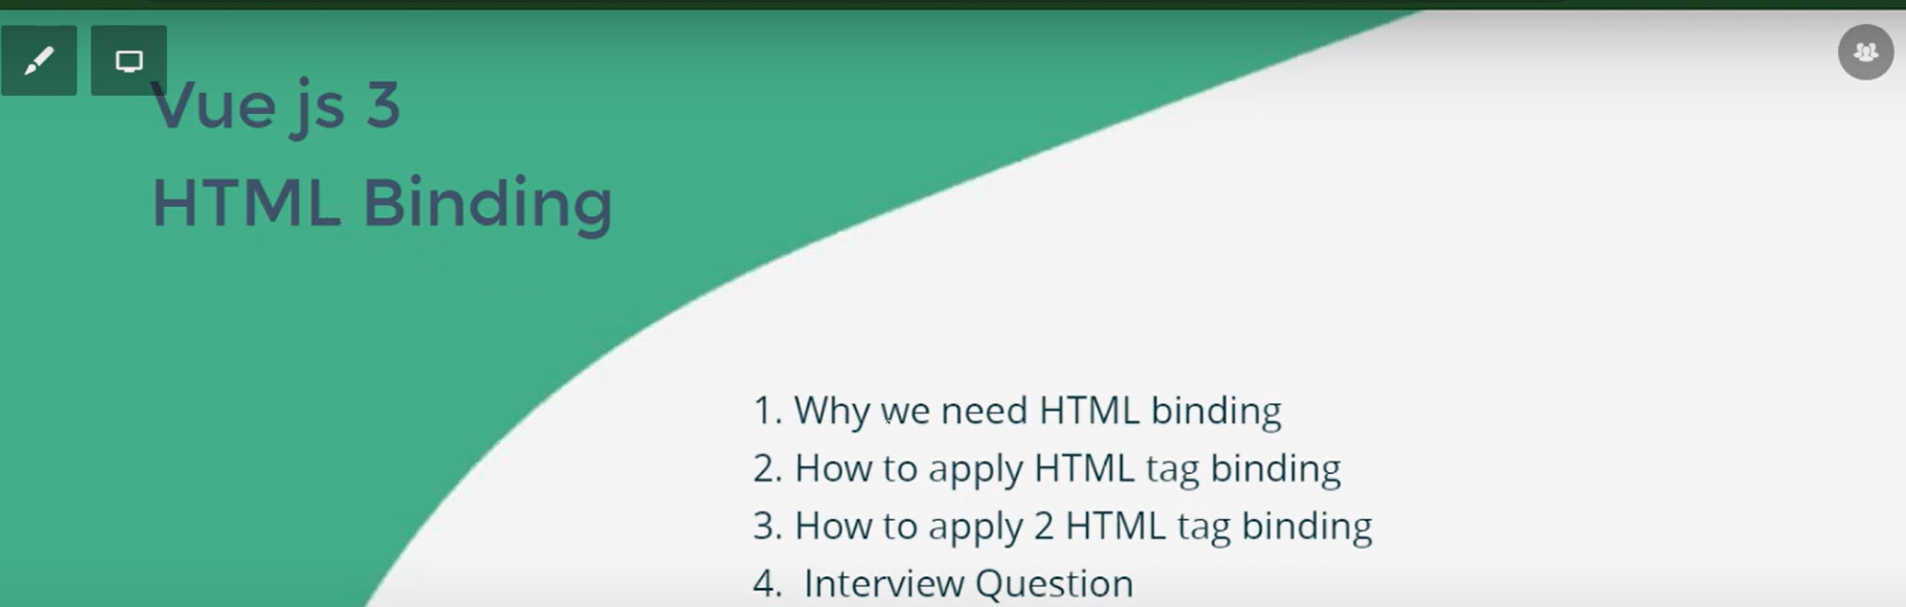 Vue js 3
HTML Binding
1. Why we need HTML binding
2. How to apply HTML tag binding
3. How to apply 2 HTML tag binding
4. Interview Question